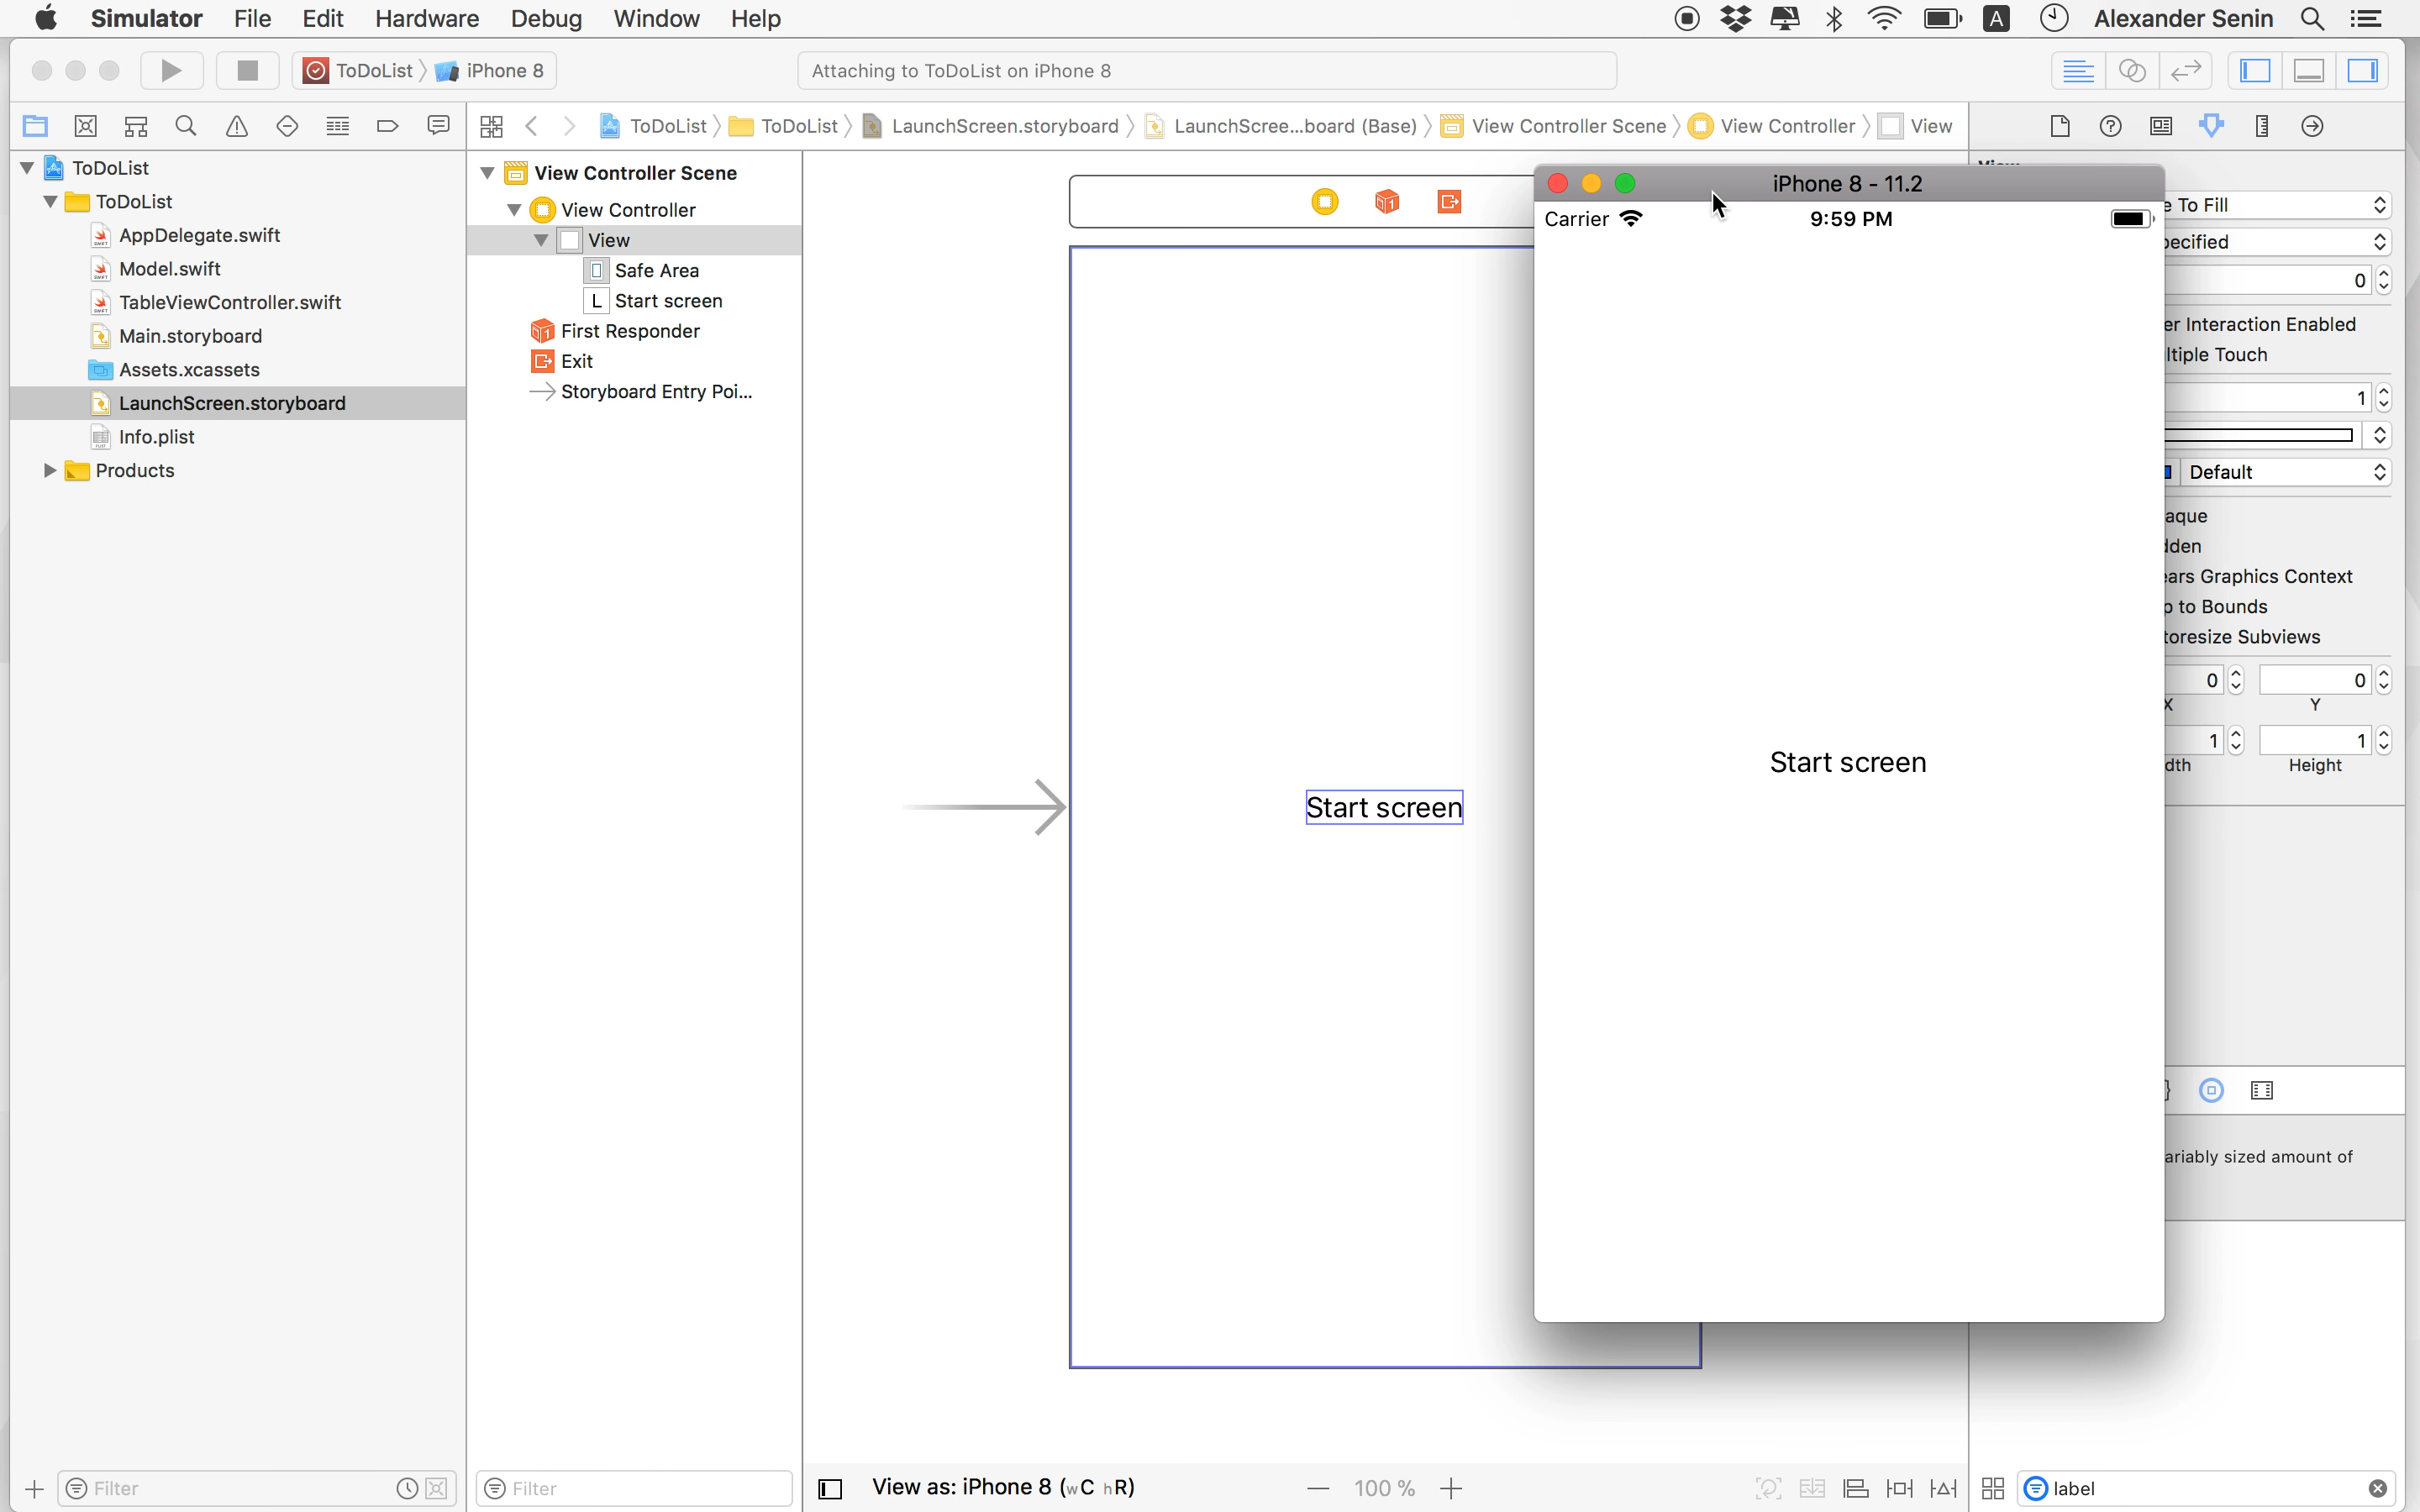 Simulator File Edit Hardware Debug Window Help A Alexander Senin
ToDoList iPhone 8 Attaching to ToDoList on iPhone 8
ToDoList ToDoList LaunchScreen.storyboard LaunchScree...board (Base) View Controller Scene View Controller View
ToDoList
ToDoList
AppDelegate.swift
Model.swift
TableViewController.swift
Main.storyboard
Assets.xcassets
LaunchScreen.storyboard
Info.plist
Products
Filter
View Controller Scene
View Controller
View
Safe Area
L Start screen
First Responder
Exit
Storyboard Entry Poi...
Filter
Start screen
View as: iPhone 8 (wC hR)
100 %
iPhone 8 - 11.2
Carrier 9:59 PM
Start screen
e To Fill
ecified
0
er Interaction Enabled
ltiple Touch
1
Default
aque
dden
ars Graphics Context
p to Bounds
toresize Subviews
0 0
X Y
1 1
dth Height
ariably sized amount of
label